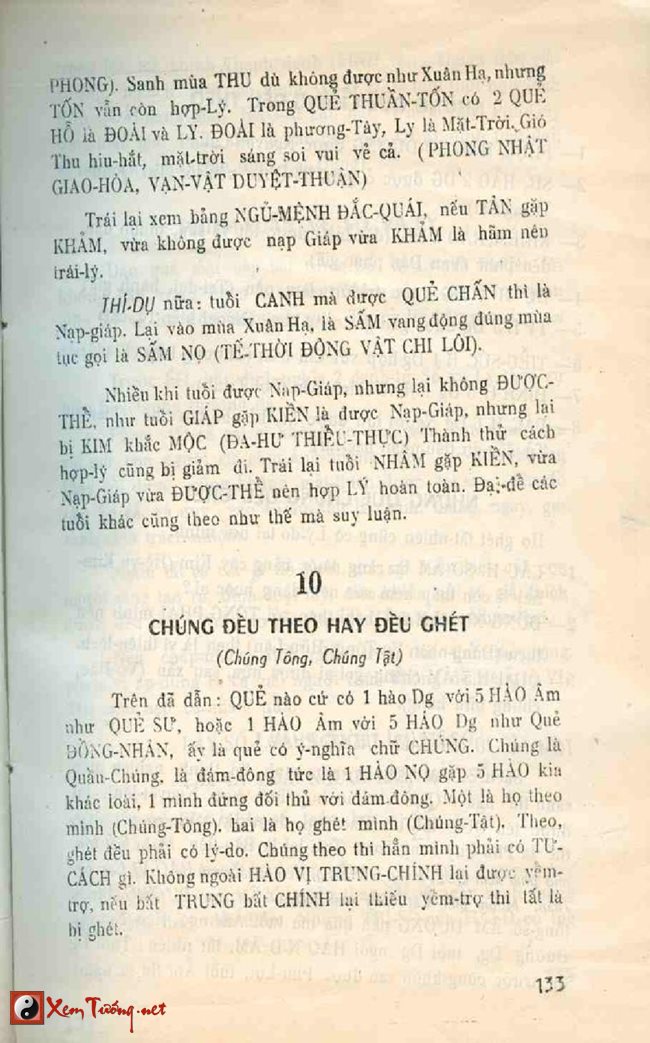 PHONG). Sanh mùa THU dù không được như Xuân Hạ, nhưng
TỐN vẫn còn hợp-Lý. Trong QUẺ THUẦN-TỐN có 2 QUẺ
HỖ là ĐOÀI và LY. ĐOÀI là phương-Tây, Ly là Mặt-Trời. Gió
Thu hiu-hắt, mặt-trời sáng soi vui vẻ cả. (PHONG NHẬT
GIAO-HÒA, VẠN-VẬT DUYỆT-THUẬN)
Trái lại xem bảng NGŨ-MỆNH ĐẮC-QUÁI, nếu TÂN gặp
KHẢM, vừa không được nạp Giáp vừa KHẢM là hãm nên
trái-lý.
THÍ-DỤ nữa: tuổi CANH mà được QUẺ CHẤN thì là
Nạp-giáp. Lại vào mùa Xuân Hạ, là SẤM vang động đúng mùa
tục gọi là SẤM NỌ (TẾ-THỜI ĐỘNG VẬT CHI LÔI).
Nhiều khi tuổi được Nạp-Giáp, nhưng lại không ĐƯỢC-
THỀ, như tuổi GIÁP gặp KIỀN là được Nạp-Giáp, nhưng lại
bị KIM khắc MỘC (ĐA-HƯ THIỀU-THỰC) Thành thử cách
hợp-lý cũng bị giảm đi. Trái lại tuổi NHÂM gặp KIỀN, vừa
Nạp-Giáp vừa ĐƯỢC-THỀ nên hợp LÝ hoàn toàn. Đại-đề các
tuổi khác cũng theo như thế mà suy luận.
10
CHÚNG ĐỀU THEO HAY ĐỀU GHÉT
(Chúng Tông, Chúng Tật)
Trên đã dẫn: QUẺ nào cứ có 1 hào Dg với 5 HÀO Âm
như QUẺ SƯ, hoặc 1 HÀO Âm với 5 HÀO Dg như Quẻ
ĐỒNG-NHÂN, ấy là quẻ có ý-nghĩa chữ CHÚNG. Chúng là
Quần-Chúng, là đám-đông tức là 1 HÀO NỌ gặp 5 HÀO kia
khác loài, 1 mình đứng đối thủ với đám đông. Một là họ theo
mình (Chúng-Tông), hai là họ ghét mình (Chúng-Tật). Theo,
ghét đều phải có lý-do. Chúng theo thì hẳn mình phải có TƯ-
CÁCH gì. Không ngoài HÀO VỊ TRUNG-CHÍNH lại được yềm-
trợ, nếu bất TRUNG bất CHÍNH lại thiếu yềm-trợ thì tất là
bị ghét.
133
XemTướng.net